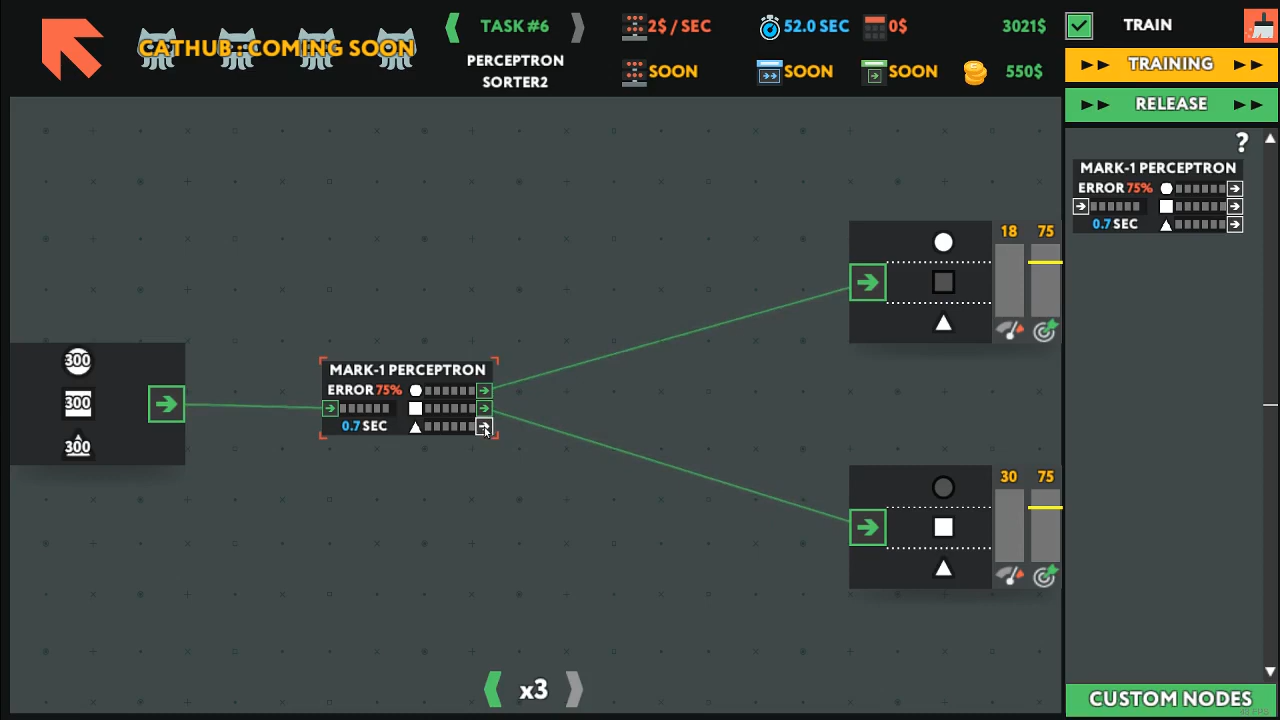 CATHUB : COMING SOON
TASK #6
PERCEPTRON
SORTER2
2$ / SEC
52.0 SEC
0$
3021$
SOON
SOON
SOON
550$
TRAIN
TRAINING
RELEASE
?
MARK-1 PERCEPTRON
ERROR 75%
0.7 SEC
300
300
300
MARK-1 PERCEPTRON
ERROR 75%
0.7 SEC
18 75
30 75
x3
CUSTOM NODES